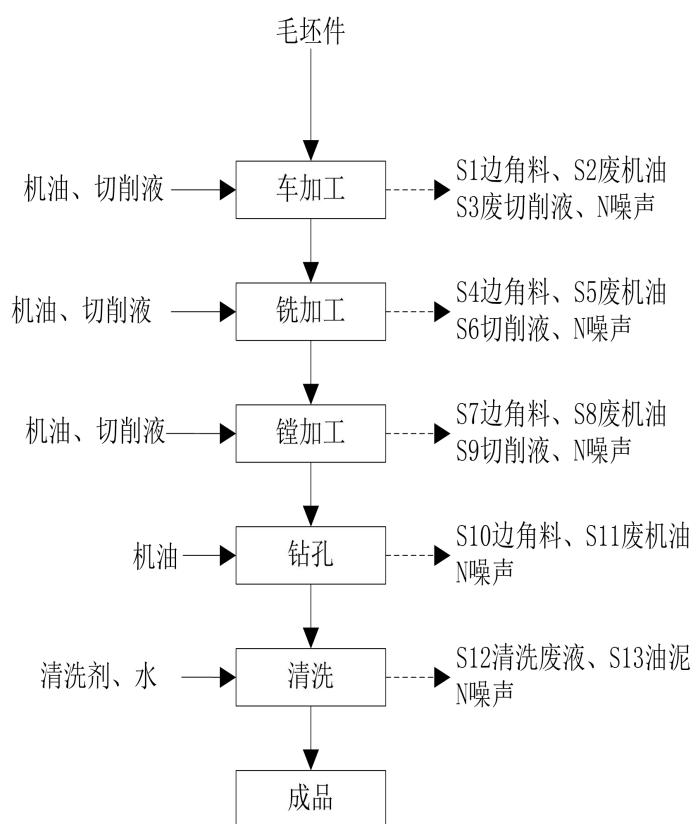 毛坯件
机油、切削液
车加工
S1边角料、S2废机油
S3废切削液、N噪声
机油、切削液
铣加工
S4边角料、S5废机油
S6切削液、N噪声
机油、切削液
镗加工
S7边角料、S8废机油
S9切削液、N噪声
机油
钻孔
S10边角料、S11废机油
N噪声
清洗剂、水
清洗
S12清洗废液、S13油泥
N噪声
成品